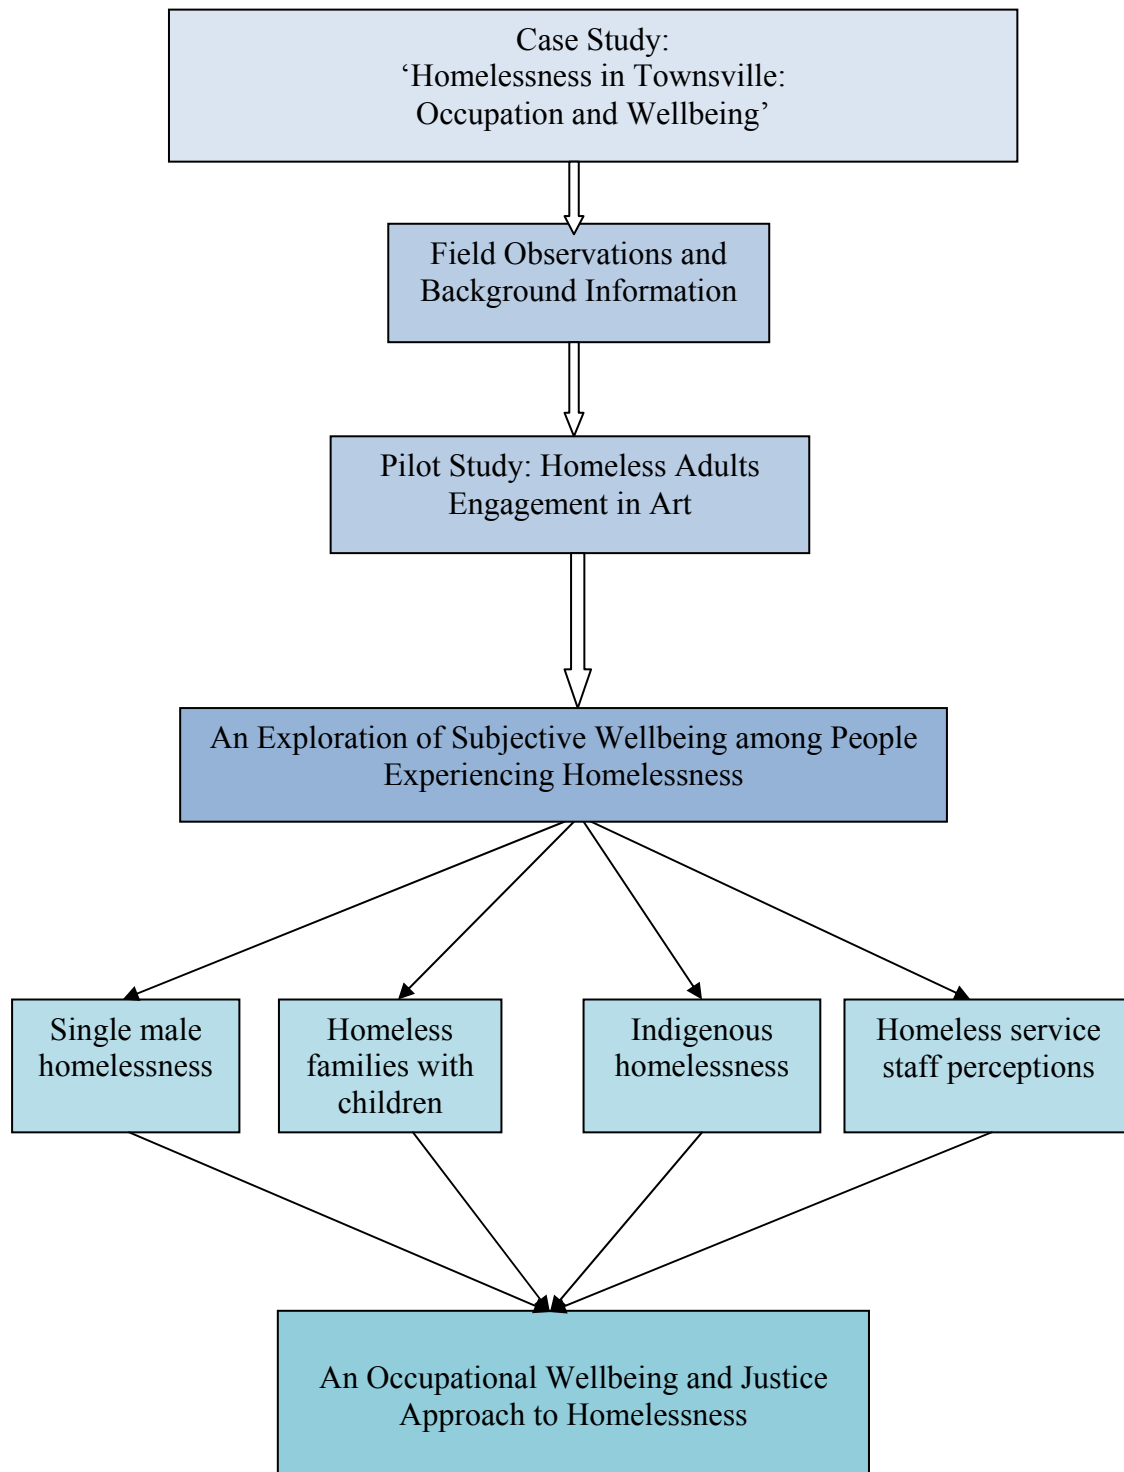 Case Study:
‘Homelessness in Townsville:
Occupation and Wellbeing’
Field Observations and
Background Information
Pilot Study: Homeless Adults
Engagement in Art
An Exploration of Subjective Wellbeing among People
Experiencing Homelessness
Single male
homelessness
Homeless
families with
children
Indigenous
homelessness
Homeless service
staff perceptions
An Occupational Wellbeing and Justice
Approach to Homelessness